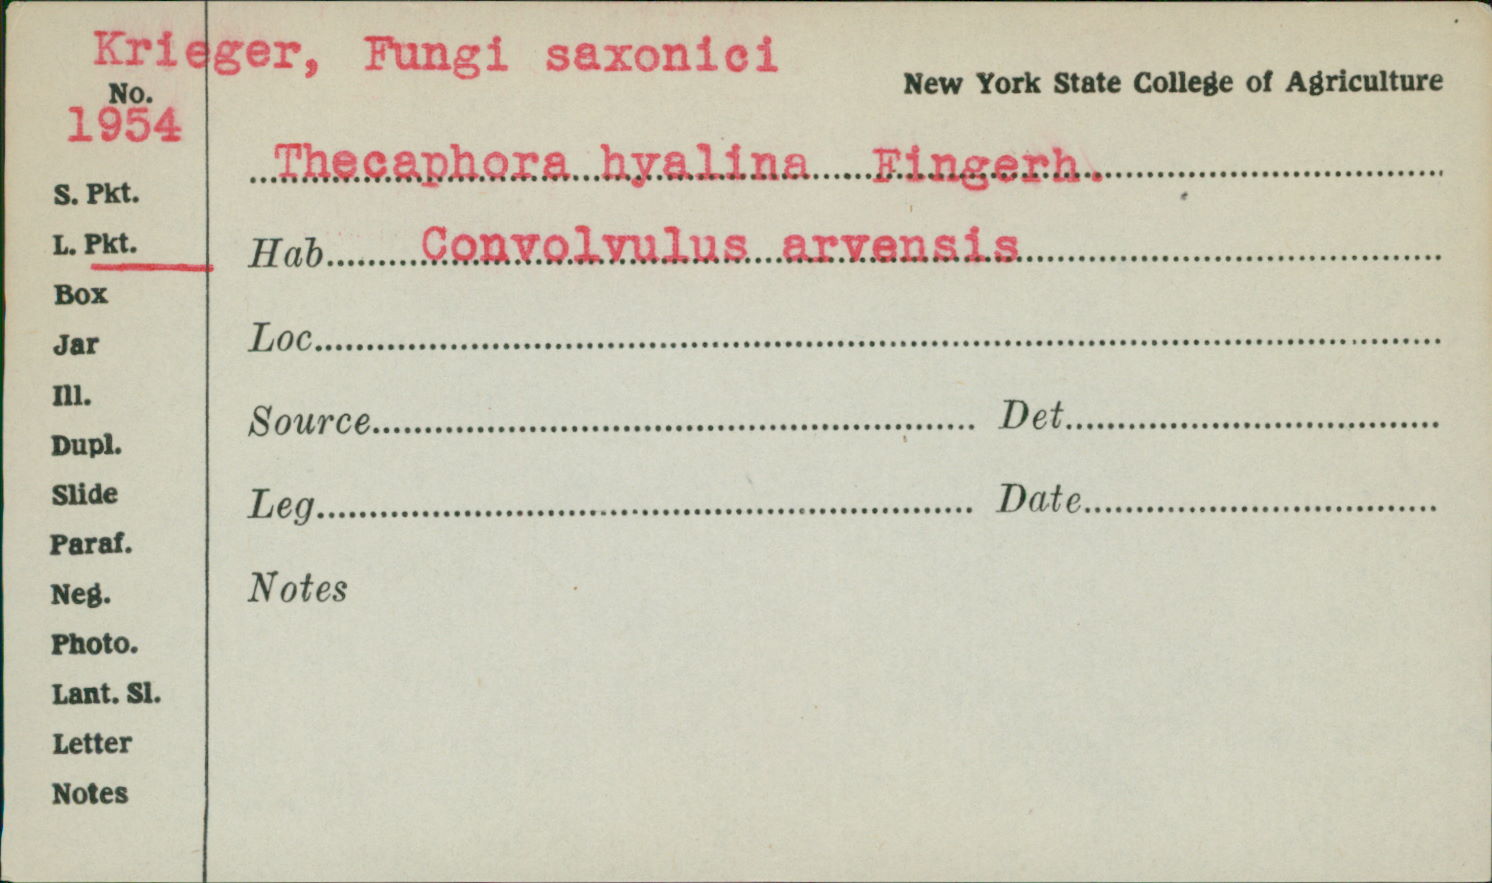 Krieger, Fungi saxonici
New York State College of Agriculture
No.
1954
Thecaphora hyalina Fingerh.
S. Pkt.
L. Pkt.
Hab. Convolvulus arvensis
Box
Jar
Loc.
Ill.
Source Det.
Dupl.
Slide
Leg. Date
Paraf.
Neg.
Notes
Photo.
Lant. Sl.
Letter
Notes